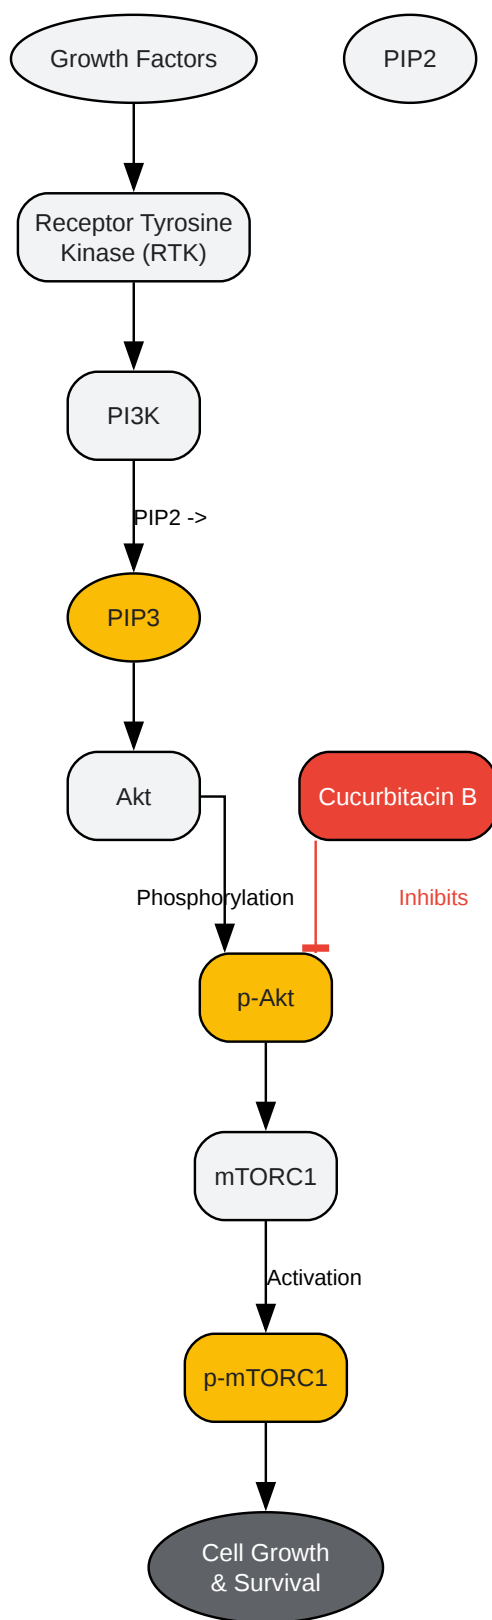 Growth Factors
PIP2
Receptor Tyrosine
Kinase (RTK)
PI3K
PIP2 ->
PIP3
Akt
Cucurbitacin B
Phosphorylation
Inhibits
p-Akt
mTORC1
Activation
p-mTORC1
Cell Growth
& Survival